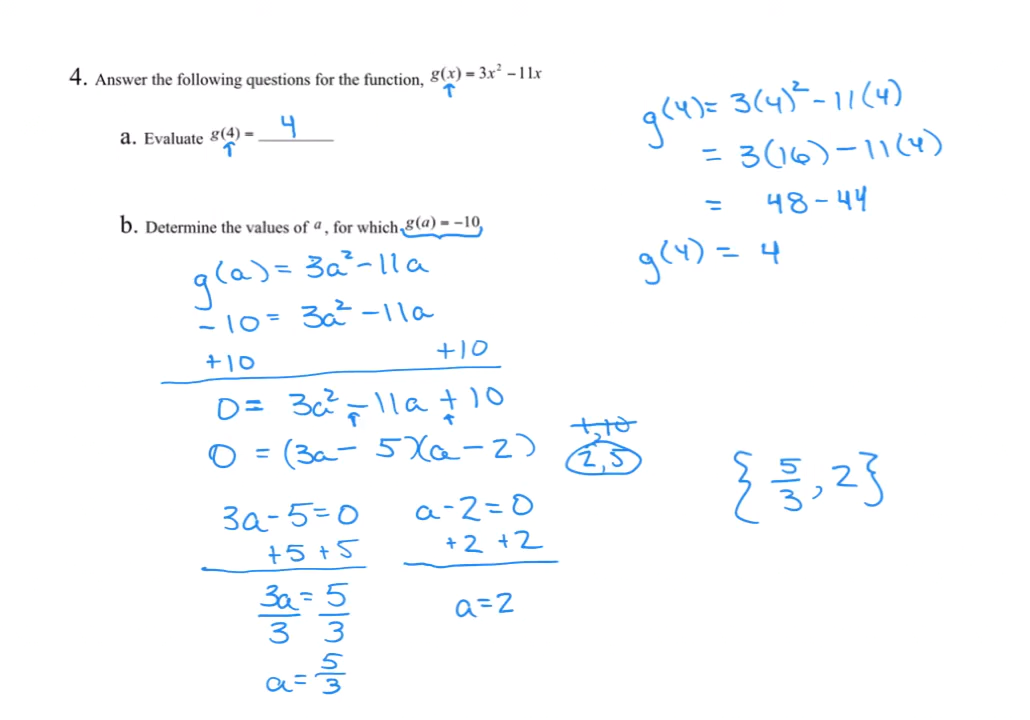 4. Answer the following questions for the function, g(x) = 3x² – 11x
a. Evaluate g(4) = 4
g(4) = 3(4)² – 11(4)
= 3(16) – 11(4)
= 48 – 44
g(4) = 4
b. Determine the values of a, for which g(a) = –10.
g(a) = 3a² – 11a
–10 = 3a² – 11a
+10 +10
0 = 3a² – 11a + 10
0 = (3a – 5)(a – 2)
1,10
2,5
3a – 5 = 0
+5 +5
3a/3 = 5/3
a = 5/3
a – 2 = 0
+2 +2
a = 2
{5/3, 2}